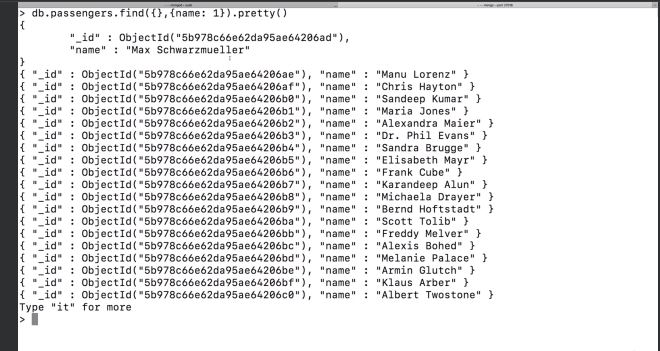 > db.passengers.find({},{name: 1}).pretty()
{
"_id" : ObjectId("5b978c66e62da95ae64206ad"),
"name" : "Max Schwarzmueller"
}
{ "_id" : ObjectId("5b978c66e62da95ae64206ae"), "name" : "Manu Lorenz" }
{ "_id" : ObjectId("5b978c66e62da95ae64206af"), "name" : "Chris Hayton" }
{ "_id" : ObjectId("5b978c66e62da95ae64206b0"), "name" : "Sandeep Kumar" }
{ "_id" : ObjectId("5b978c66e62da95ae64206b1"), "name" : "Maria Jones" }
{ "_id" : ObjectId("5b978c66e62da95ae64206b2"), "name" : "Alexandra Maier" }
{ "_id" : ObjectId("5b978c66e62da95ae64206b3"), "name" : "Dr. Phil Evans" }
{ "_id" : ObjectId("5b978c66e62da95ae64206b4"), "name" : "Sandra Brugge" }
{ "_id" : ObjectId("5b978c66e62da95ae64206b5"), "name" : "Elisabeth Mayr" }
{ "_id" : ObjectId("5b978c66e62da95ae64206b6"), "name" : "Frank Cube" }
{ "_id" : ObjectId("5b978c66e62da95ae64206b7"), "name" : "Karandeep Alun" }
{ "_id" : ObjectId("5b978c66e62da95ae64206b8"), "name" : "Michaela Drayer" }
{ "_id" : ObjectId("5b978c66e62da95ae64206b9"), "name" : "Bernd Hoftstadt" }
{ "_id" : ObjectId("5b978c66e62da95ae64206ba"), "name" : "Scott Tolib" }
{ "_id" : ObjectId("5b978c66e62da95ae64206bb"), "name" : "Freddy Melver" }
{ "_id" : ObjectId("5b978c66e62da95ae64206bc"), "name" : "Alexis Bohed" }
{ "_id" : ObjectId("5b978c66e62da95ae64206bd"), "name" : "Melanie Palace" }
{ "_id" : ObjectId("5b978c66e62da95ae64206be"), "name" : "Armin Glutch" }
{ "_id" : ObjectId("5b978c66e62da95ae64206bf"), "name" : "Klaus Arber" }
{ "_id" : ObjectId("5b978c66e62da95ae64206c0"), "name" : "Albert Twostone" }
Type "it" for more
>